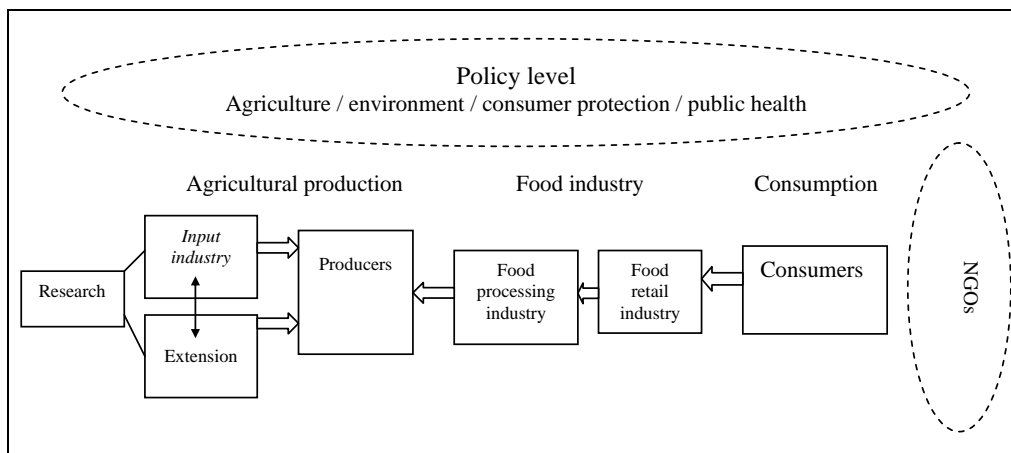 Policy level
Agriculture / environment / consumer protection / public health
Agricultural production
Food industry
Consumption
Research
Input
industry
Extension
Producers
Food
processing
industry
Food
retail
industry
Consumers
NGOs